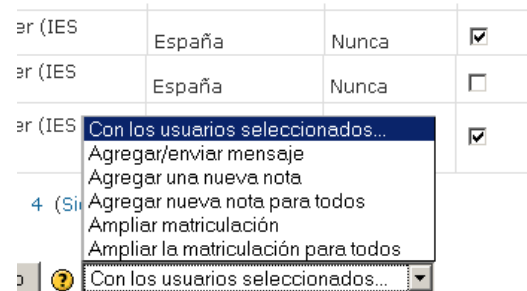 er (IES España Nunca
er (IES España Nunca
er (IES
Con los usuarios seleccionados...
Agregar/enviar mensaje
Agregar una nueva nota
4 (Si Agregar nueva nota para todos
Ampliar matriculación
Ampliar la matriculación para todos
o ? Con los usuarios seleccionados...